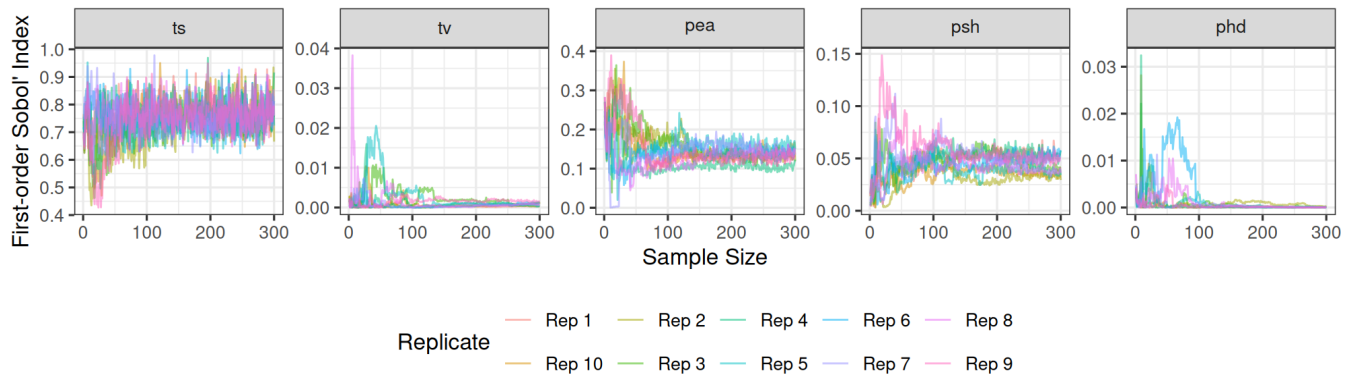 ts tv pea psh phd
First-order Sobol' Index
1.0 0.9 0.8 0.7 0.6 0.5 0.4
0.04 0.03 0.02 0.01 0.00
0.4 0.3 0.2 0.1 0.0
0.15 0.10 0.05 0.00
0.03 0.02 0.01 0.00
0 100 200 300 0 100 200 300 0 100 200 300 0 100 200 300 0 100 200 300
Sample Size
Replicate
Rep 1 Rep 2 Rep 4 Rep 6 Rep 8
Rep 10 Rep 3 Rep 5 Rep 7 Rep 9